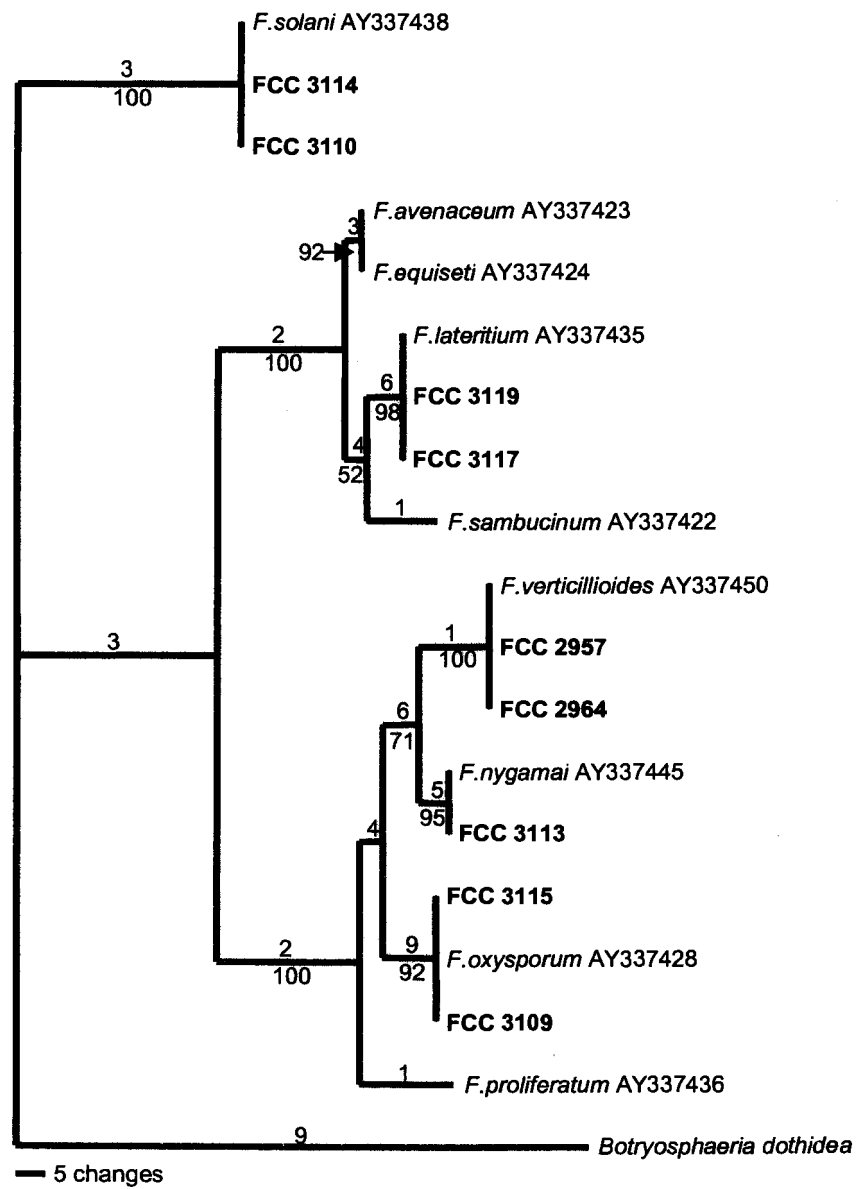 F.solani AY337438
3
100
FCC 3114
FCC 3110
F.avenaceum AY337423
3
92
F.equiseti AY337424
2
100
F.lateritium AY337435
6
98
FCC 3119
4
52
FCC 3117
1
F.sambucinum AY337422
F.verticillioides AY337450
3
1
100
FCC 2957
6
71
FCC 2964
F.nygamai AY337445
5
95
FCC 3113
4
FCC 3115
2
100
9
92
F.oxysporum AY337428
FCC 3109
1
F.proliferatum AY337436
9
Botryosphaeria dothidea
5 changes